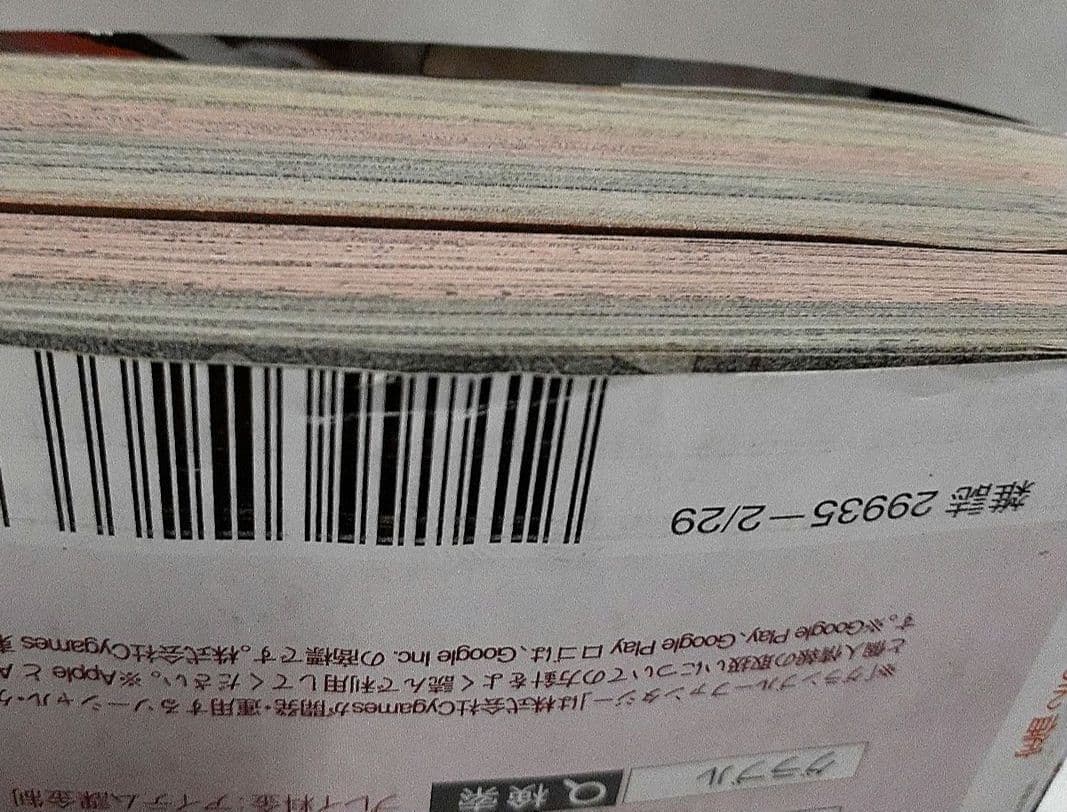 グラブル 検索
プレイ料金：アイテム課金制
※「グランブルーファンタジー」は株式会社Cygamesが開発・運用するソーシャル・
と個人情報の取扱いについての方針をよく読んで利用してください。※Apple と A
す。※Google Play、Google Play ロゴは、Google Inc. の商標です。株式会社Cygames
雑誌 29935－2/29